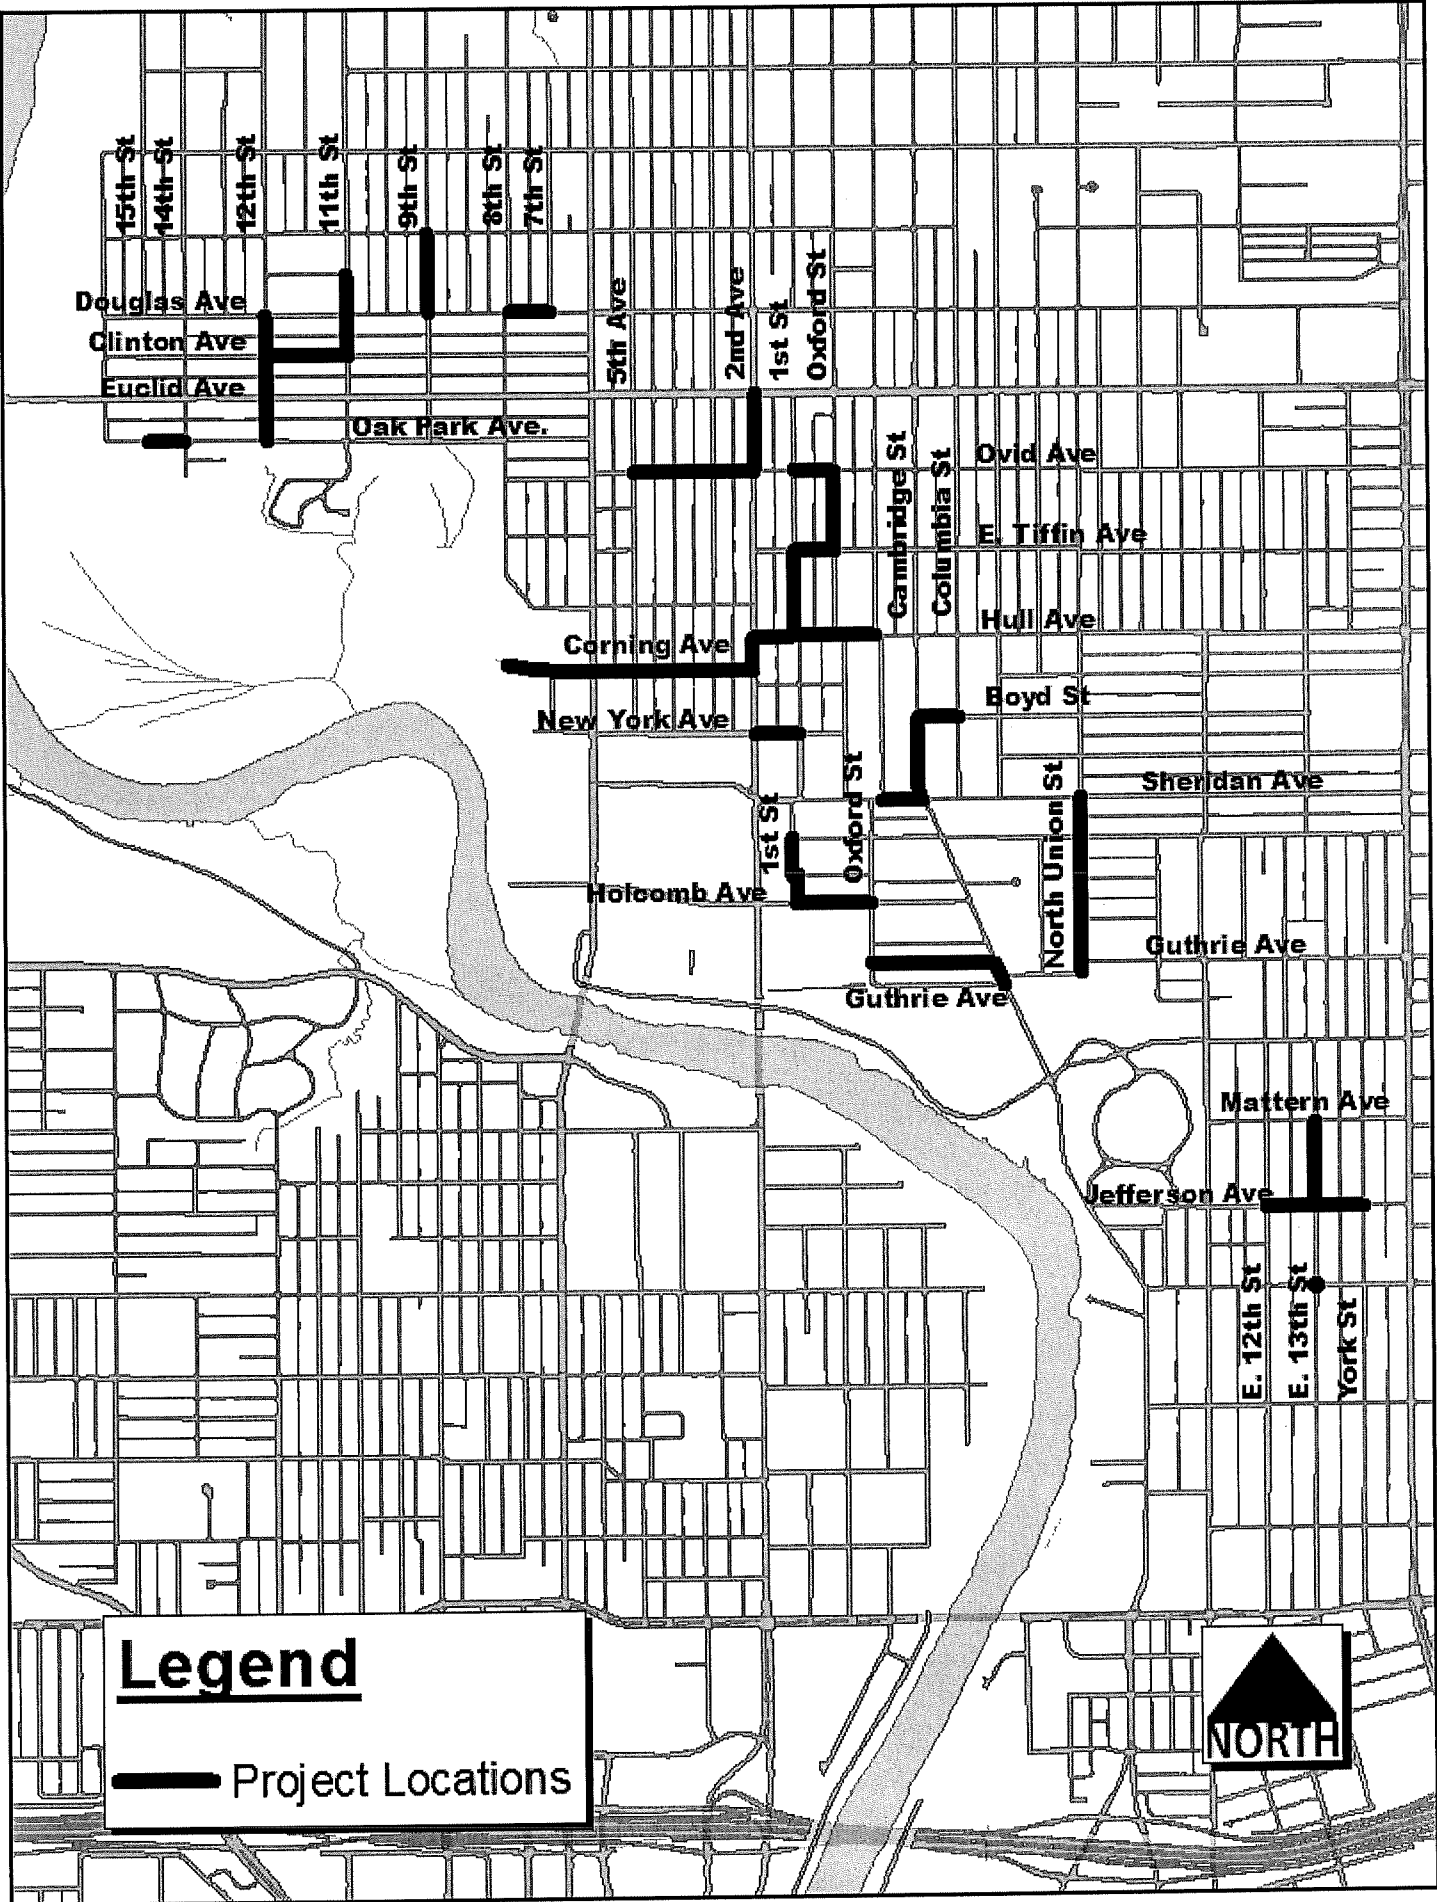 15th St
14th St
12th St
11th St
9th St
8th St
7th St
Douglas Ave
Clinton Ave
Euclid Ave
Oak Park Ave.
5th Ave
2nd Ave
1st St
Oxford St
Cambridge St
Columbia St
Ovid Ave
E. Tiffin Ave
Hull Ave
Corning Ave
New York Ave
Boyd St
Sheridan Ave
1st St
Oxford St
North Union St
Holcomb Ave
Guthrie Ave
Guthrie Ave
Mattern Ave
Jefferson Ave
E. 12th St
E. 13th St
York St
Legend
Project Locations
NORTH